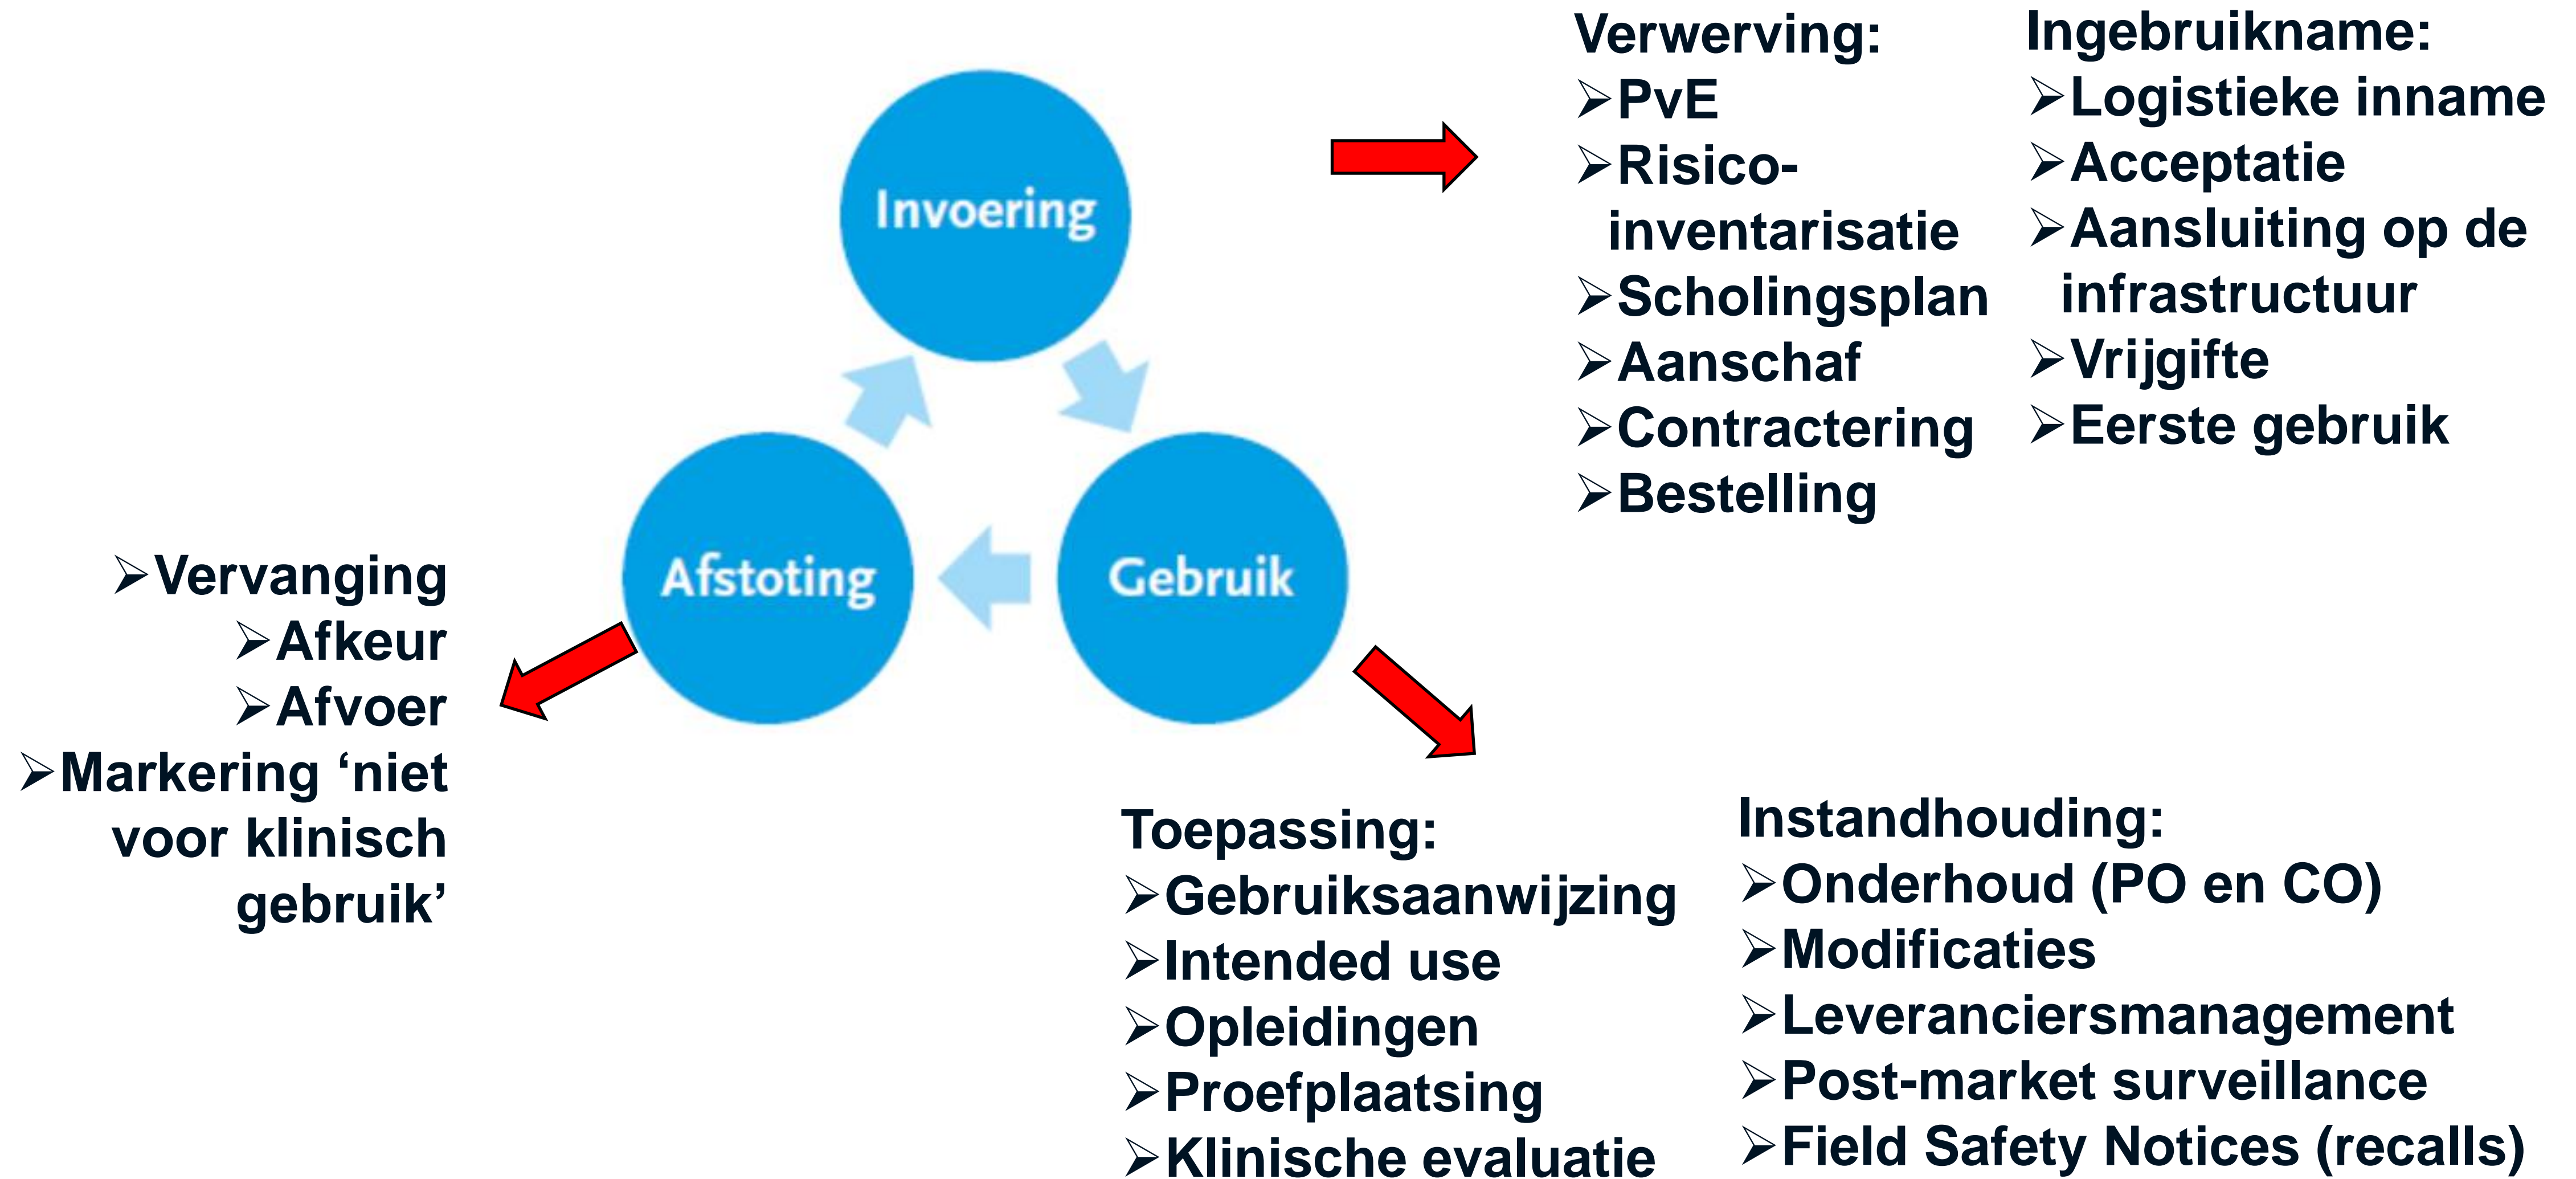 Invoering
Gebruik
Afstoting
Verwerving:
➢PvE
➢Risico-
inventarisatie
➢Scholingsplan
➢Aanschaf
➢Contractering
➢Bestelling
Ingebruikname:
➢Logistieke inname
➢Acceptatie
➢Aansluiting op de
infrastructuur
➢Vrijgifte
➢Eerste gebruik
➢Vervanging
➢Afkeur
➢Afvoer
➢Markering ‘niet
voor klinisch
gebruik’
Toepassing:
➢Gebruiksaanwijzing
➢Intended use
➢Opleidingen
➢Proefplaatsing
➢Klinische evaluatie
Instandhouding:
➢Onderhoud (PO en CO)
➢Modificaties
➢Leveranciersmanagement
➢Post-market surveillance
➢Field Safety Notices (recalls)